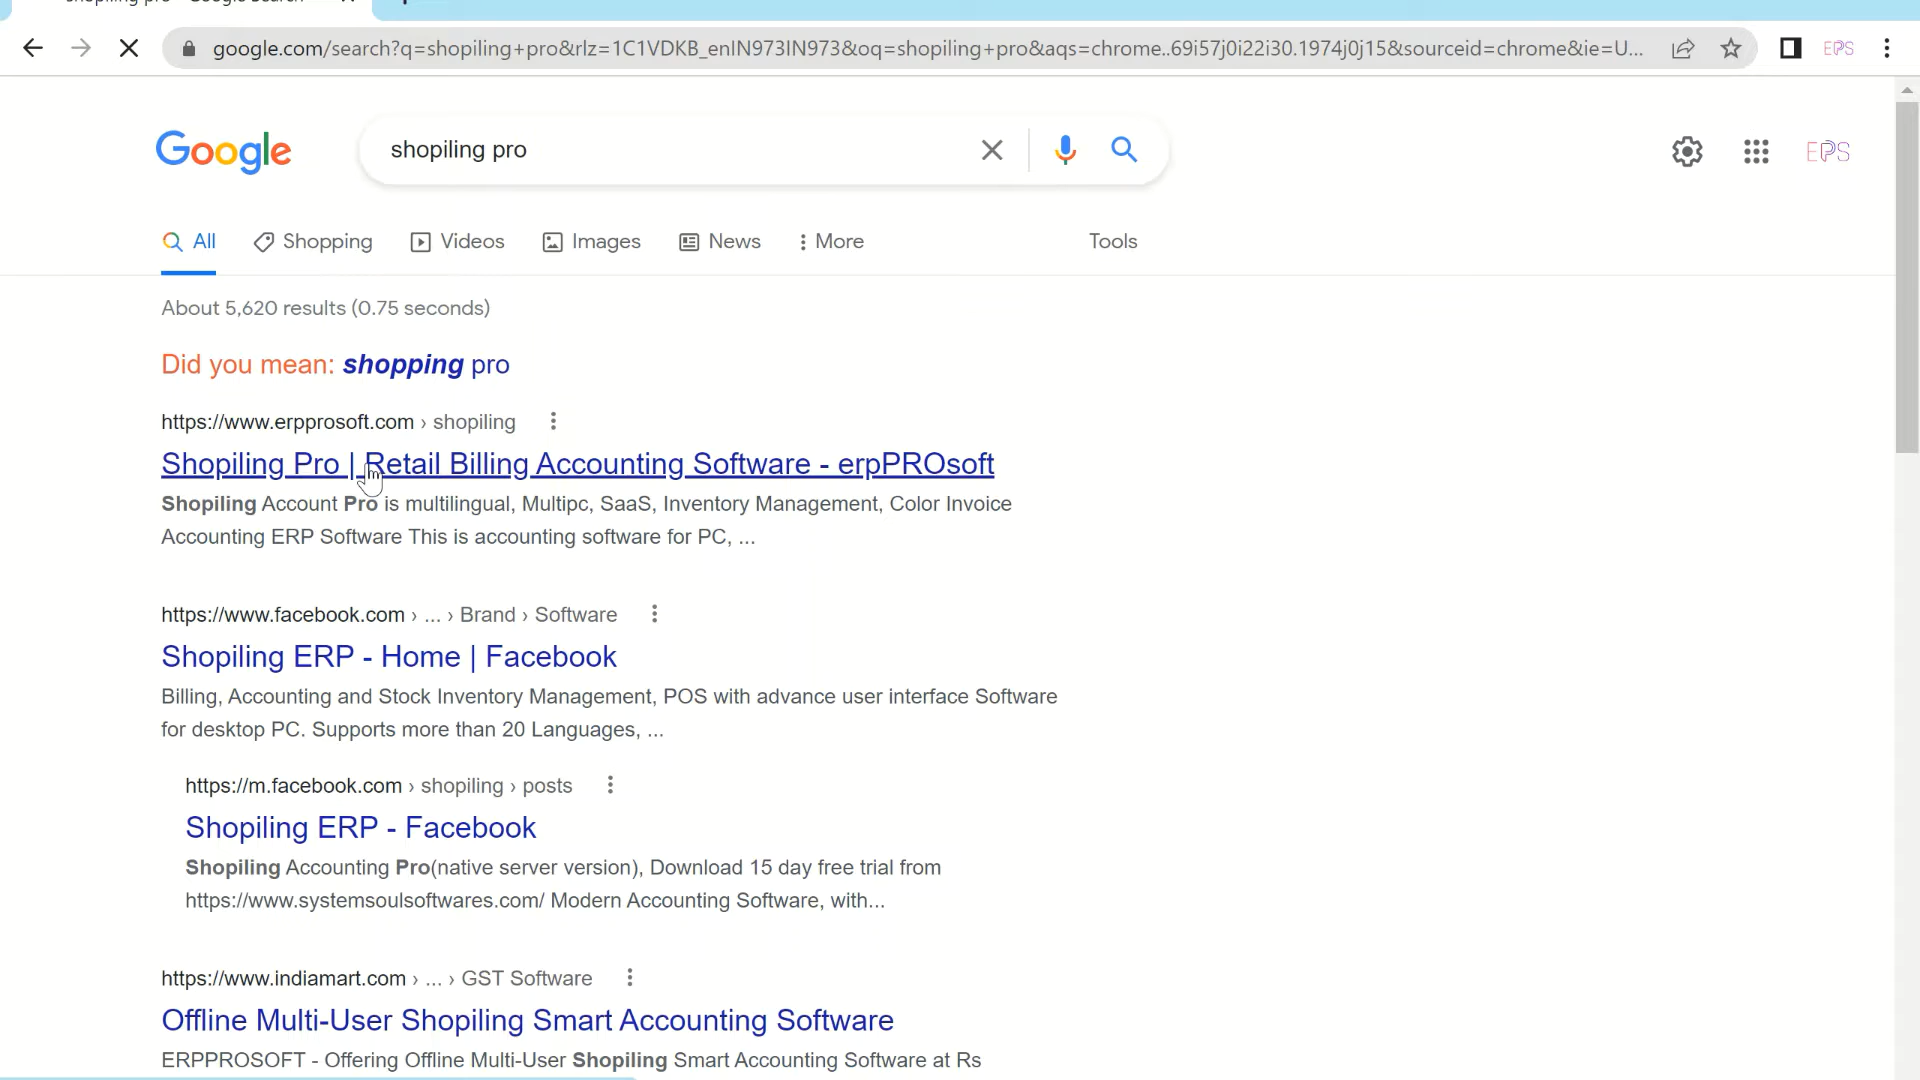 google.com/search?q=shopiling+pro&rlz=1C1VDKB_enIN973IN973&oq=shopiling+pro&aqs=chrome..69i57j0i22i30.1974j0j15&sourceid=chrome&ie=U...
EPS
Google
shopiling pro
EPS
All
Shopping
Videos
Images
News
More
Tools
About 5,620 results (0.75 seconds)
Did you mean: shopping pro
https://www.erpprosoft.com › shopiling
Shopiling Pro | Retail Billing Accounting Software - erpPROsoft
Shopiling Account Pro is multilingual, Multipc, SaaS, Inventory Management, Color Invoice
Accounting ERP Software This is accounting software for PC, ...
https://www.facebook.com › ... › Brand › Software
Shopiling ERP - Home | Facebook
Billing, Accounting and Stock Inventory Management, POS with advance user interface Software
for desktop PC. Supports more than 20 Languages, ...
https://m.facebook.com › shopiling › posts
Shopiling ERP - Facebook
Shopiling Accounting Pro(native server version), Download 15 day free trial from
https://www.systemsoulsoftwares.com/ Modern Accounting Software, with...
https://www.indiamart.com › ... › GST Software
Offline Multi-User Shopiling Smart Accounting Software
ERPPROSOFT - Offering Offline Multi-User Shopiling Smart Accounting Software at Rs